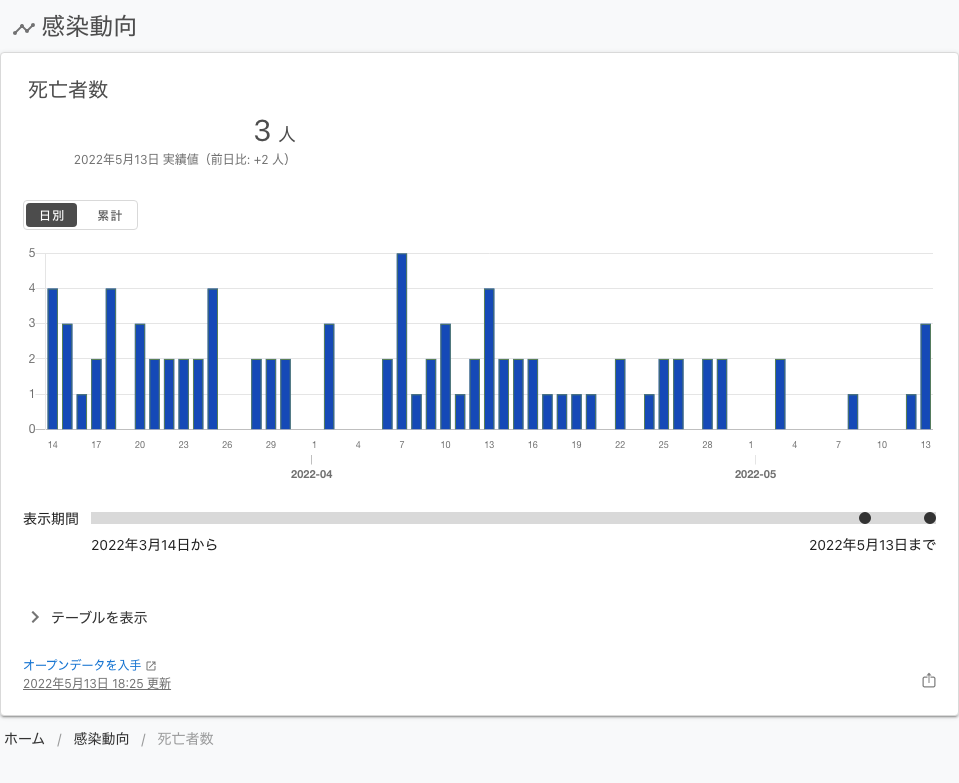 感染動向
死亡者数
3 人
2022年5月13日 実績値（前日比: +2 人）
日別 累計
5
4
3
2
1
0
14 17 20 23 26 29 1 4 7 10 13 16 19 22 25 28 1 4 7 10 13
2022-04 2022-05
表示期間
2022年3月14日から 2022年5月13日まで
テーブルを表示
オープンデータを入手
2022年5月13日 18:25 更新
ホーム / 感染動向 / 死亡者数